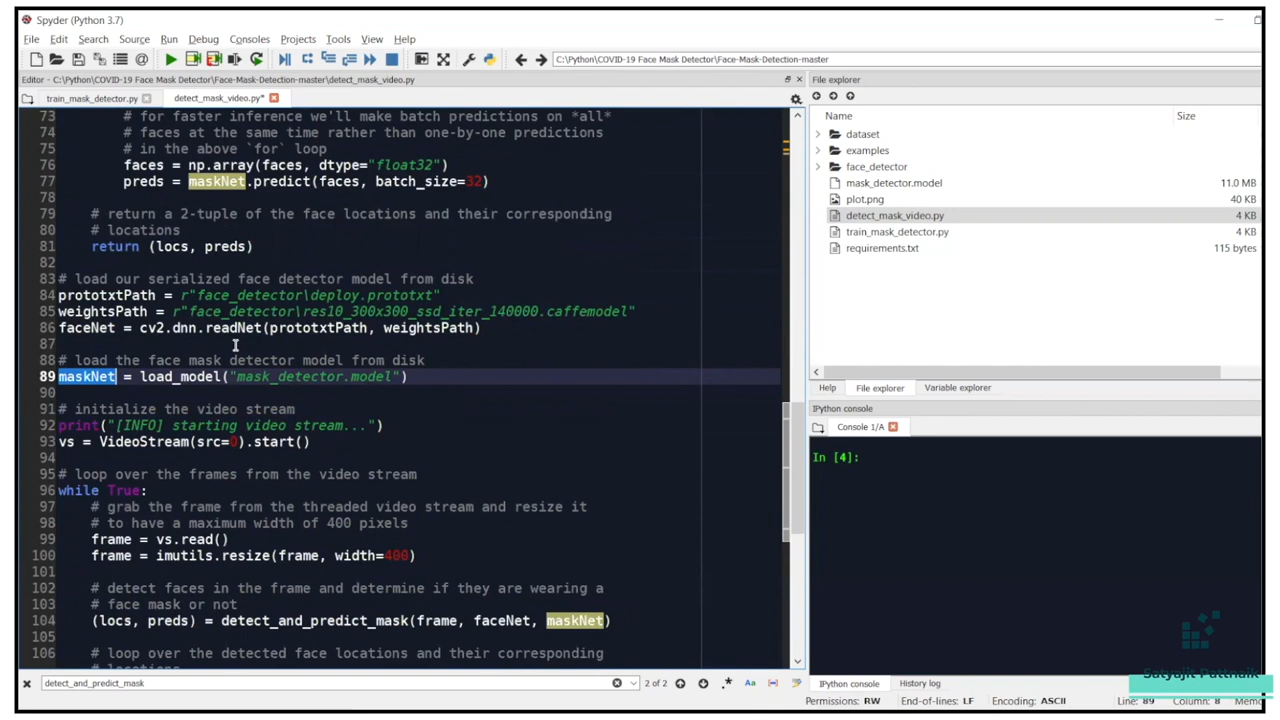 Spyder (Python 3.7)
File Edit Search Source Run Debug Consoles Projects Tools View Help
C:\Python\COVID-19 Face Mask Detector\Face-Mask-Detection-master
Editor - C:\Python\COVID-19 Face Mask Detector\Face-Mask-Detection-master\detect_mask_video.py
train_mask_detector.py detect_mask_video.py*
73 # for faster inference we'll make batch predictions on *all*
74 # faces at the same time rather than one-by-one predictions
75 # in the above `for` loop
76 faces = np.array(faces, dtype="float32")
77 preds = maskNet.predict(faces, batch_size=32)
78
79 # return a 2-tuple of the face locations and their corresponding
80 # locations
81 return (locs, preds)
82
83 # load our serialized face detector model from disk
84 prototxtPath = r"face_detector\deploy.prototxt"
85 weightsPath = r"face_detector\res10_300x300_ssd_iter_140000.caffemodel"
86 faceNet = cv2.dnn.readNet(prototxtPath, weightsPath)
87
88 # load the face mask detector model from disk
89 maskNet = load_model("mask_detector.model")
90
91 # initialize the video stream
92 print("[INFO] starting video stream...")
93 vs = VideoStream(src=0).start()
94
95 # loop over the frames from the video stream
96 while True:
97 # grab the frame from the threaded video stream and resize it
98 # to have a maximum width of 400 pixels
99 frame = vs.read()
100 frame = imutils.resize(frame, width=400)
101
102 # detect faces in the frame and determine if they are wearing a
103 # face mask or not
104 (locs, preds) = detect_and_predict_mask(frame, faceNet, maskNet)
105
106 # loop over the detected face locations and their corresponding
# locations
detect_and_predict_mask 2 of 2 Aa
File explorer
Name Size
dataset
examples
face_detector
mask_detector.model 11.0 MB
plot.png 40 KB
detect_mask_video.py 4 KB
train_mask_detector.py 4 KB
requirements.txt 115 bytes
Help File explorer Variable explorer
IPython console
Console 1/A
In [4]:
Satyajit Pattnaik
IPython console History log
Permissions: RW End-of-lines: LF Encoding: ASCII Line: 89 Column: 8 Memo